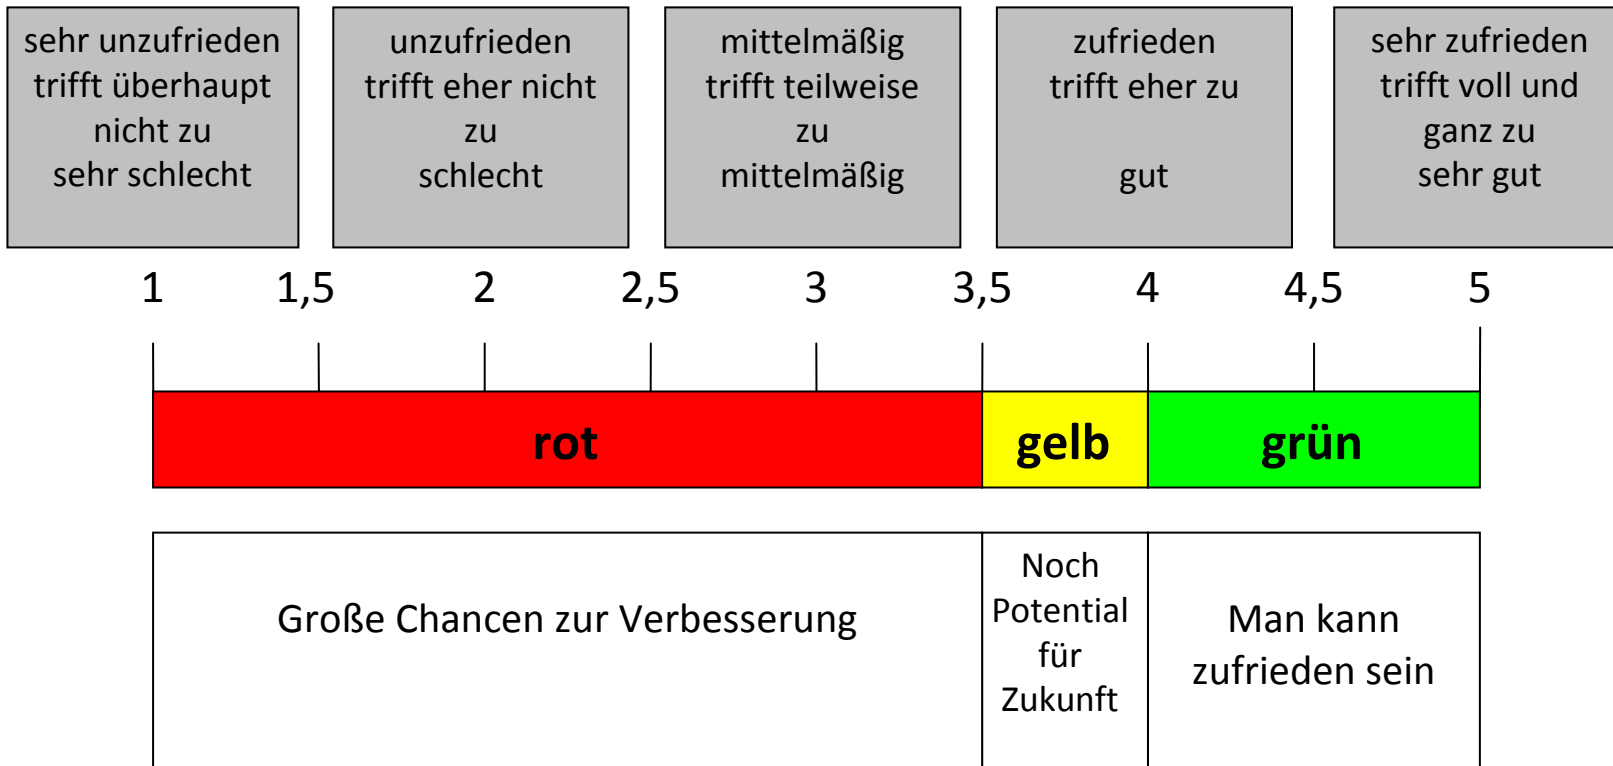 sehr unzufrieden
trifft überhaupt
nicht zu
sehr schlecht
unzufrieden
trifft eher nicht
zu
schlecht
mittelmäßig
trifft teilweise
zu
mittelmäßig
zufrieden
trifft eher zu
gut
sehr zufrieden
trifft voll und
ganz zu
sehr gut
1 1,5 2 2,5 3 3,5 4 4,5 5
rot gelb grün
Große Chancen zur Verbesserung
Noch
Potential
für
Zukunft
Man kann
zufrieden sein